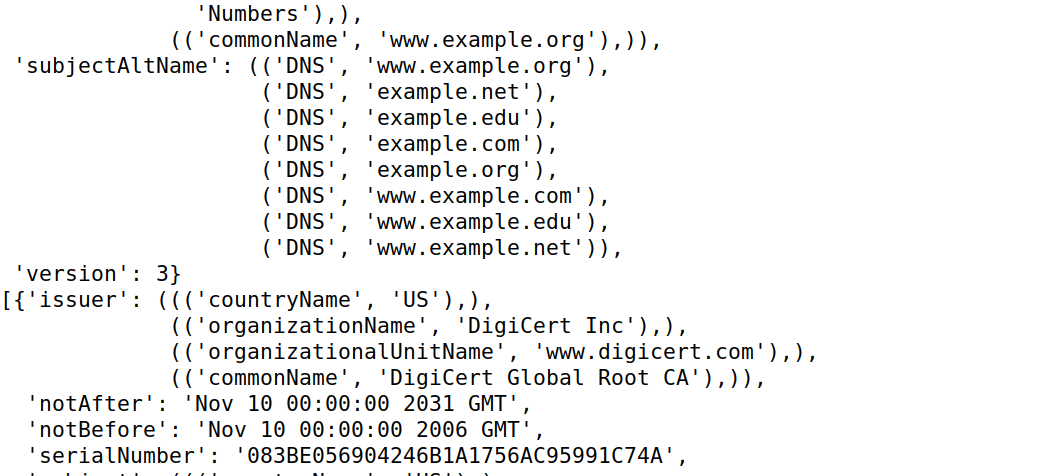 'Numbers'),),
(('commonName', 'www.example.org'),)),
'subjectAltName': (('DNS', 'www.example.org'),
('DNS', 'example.net'),
('DNS', 'example.edu'),
('DNS', 'example.com'),
('DNS', 'example.org'),
('DNS', 'www.example.com'),
('DNS', 'www.example.edu'),
('DNS', 'www.example.net')),
'version': 3}
[{'issuer': ((('countryName', 'US'),),
(('organizationName', 'DigiCert Inc'),),
(('organizationalUnitName', 'www.digicert.com'),),
(('commonName', 'DigiCert Global Root CA'),)),
'notAfter': 'Nov 10 00:00:00 2031 GMT',
'notBefore': 'Nov 10 00:00:00 2006 GMT',
'serialNumber': '083BE056904246B1A1756AC95991C74A',